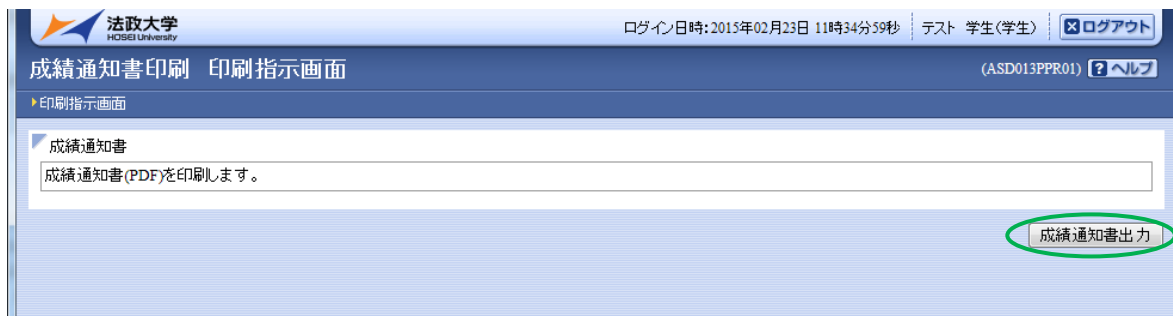 法政大学
HOSEI University
ログイン日時:2015年02月23日 11時34分59秒 テスト 学生(学生) ログアウト
成績通知書印刷 印刷指示画面
(ASD013PPR01) ? ヘルプ
印刷指示画面
成績通知書
成績通知書(PDF)を印刷します。
成績通知書出力